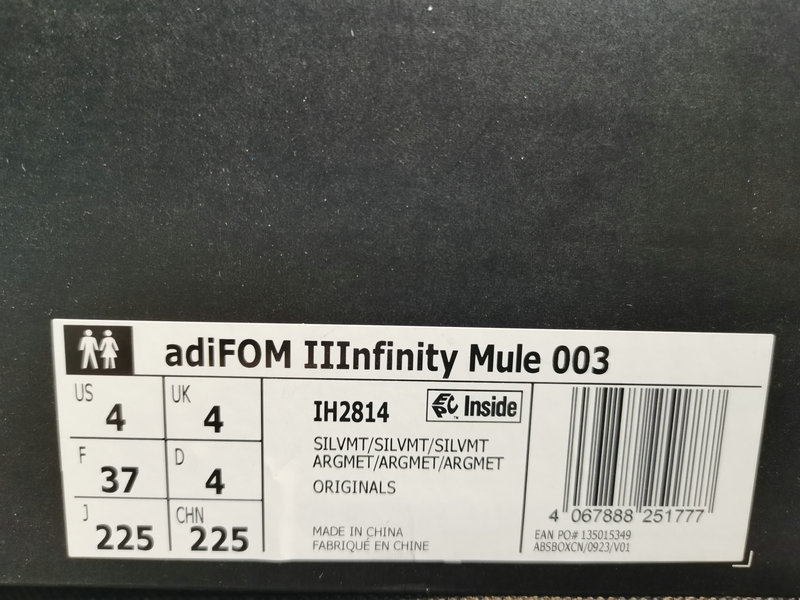 adiFOM IIInfinity Mule 003
US 4 UK 4
F 37 D 4
J 225 CHN 225
IH2814 EPC Inside
SILVMT/SILVMT/SILVMT
ARGMET/ARGMET/ARGMET
ORIGINALS
MADE IN CHINA
FABRIQUÉ EN CHINE
4 067888 251777
EAN PO# 135015349
ABSBOXCN/0923/V01